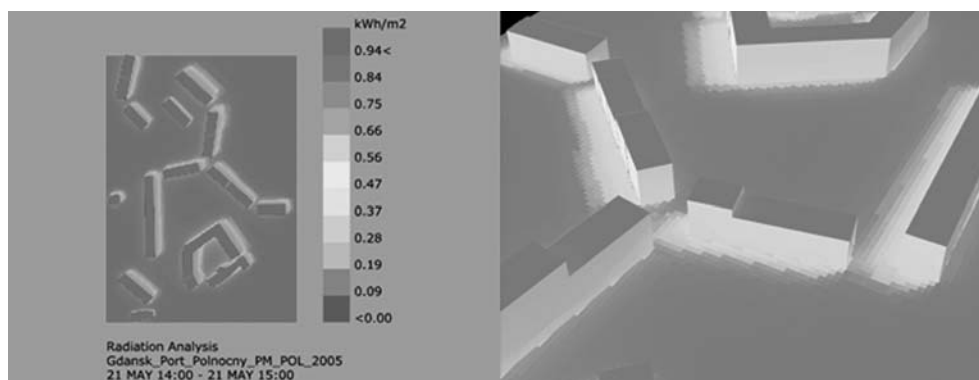 kWh/m2
0.94<
0.84
0.75
0.66
0.56
0.47
0.37
0.28
0.19
0.09
<0.00
Radiation Analysis
Gdansk_Port_Polnocny_PM_POL_2005
21 MAY 14:00 - 21 MAY 15:00